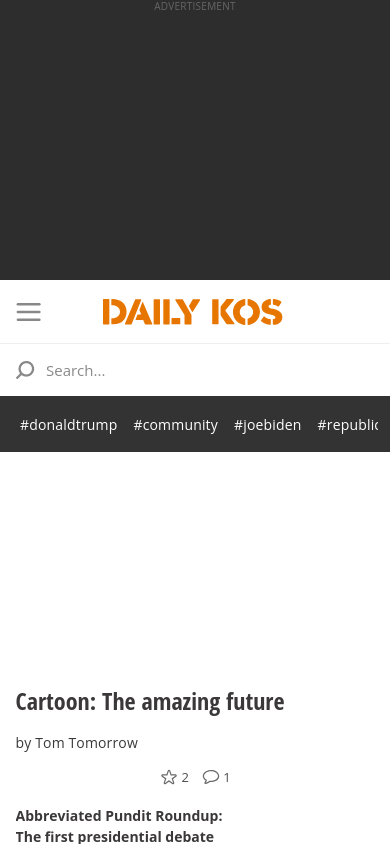 ADVERTISEMENT
DAILY KOS
Search...
#donaldtrump #community #joebiden
Cartoon: The amazing future
by Tom Tomorrow
2 1
Abbreviated Pundit Roundup:
The first presidential debate